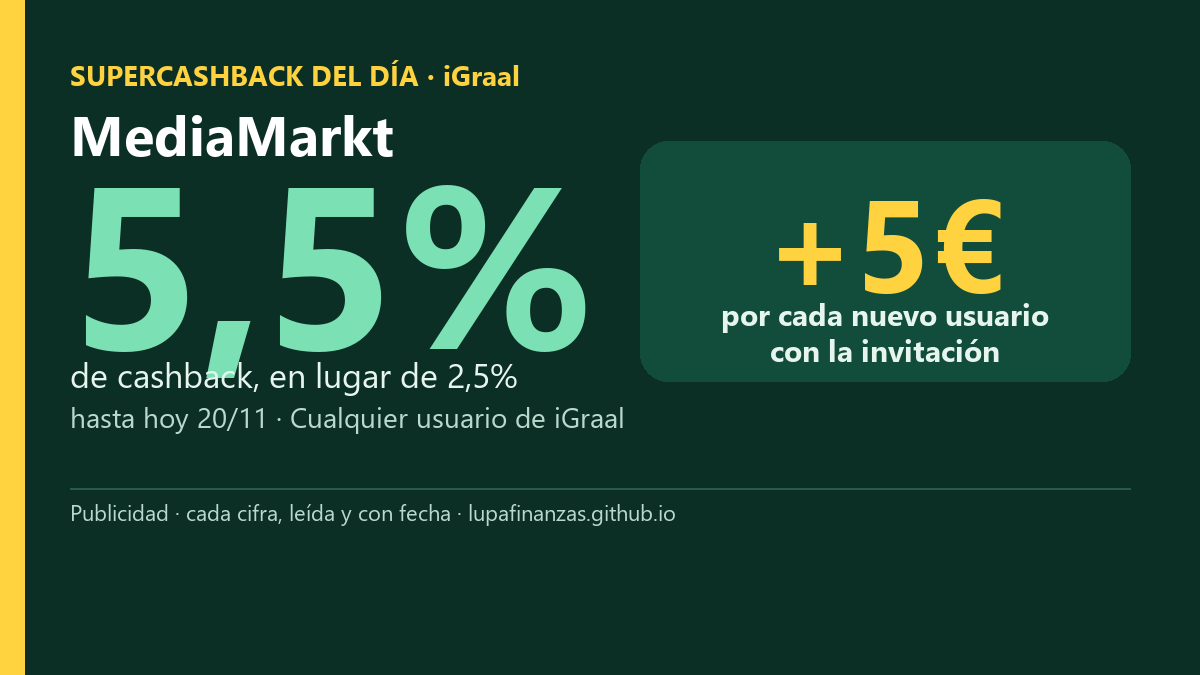 SUPERCASHBACK DEL DÍA · iGraal
MediaMarkt
5,5%
de cashback, en lugar de 2,5%
hasta hoy 20/11 · Cualquier usuario de iGraal
+5€
por cada nuevo usuario
con la invitación
Publicidad · cada cifra, leída y con fecha · lupafinanzas.github.io